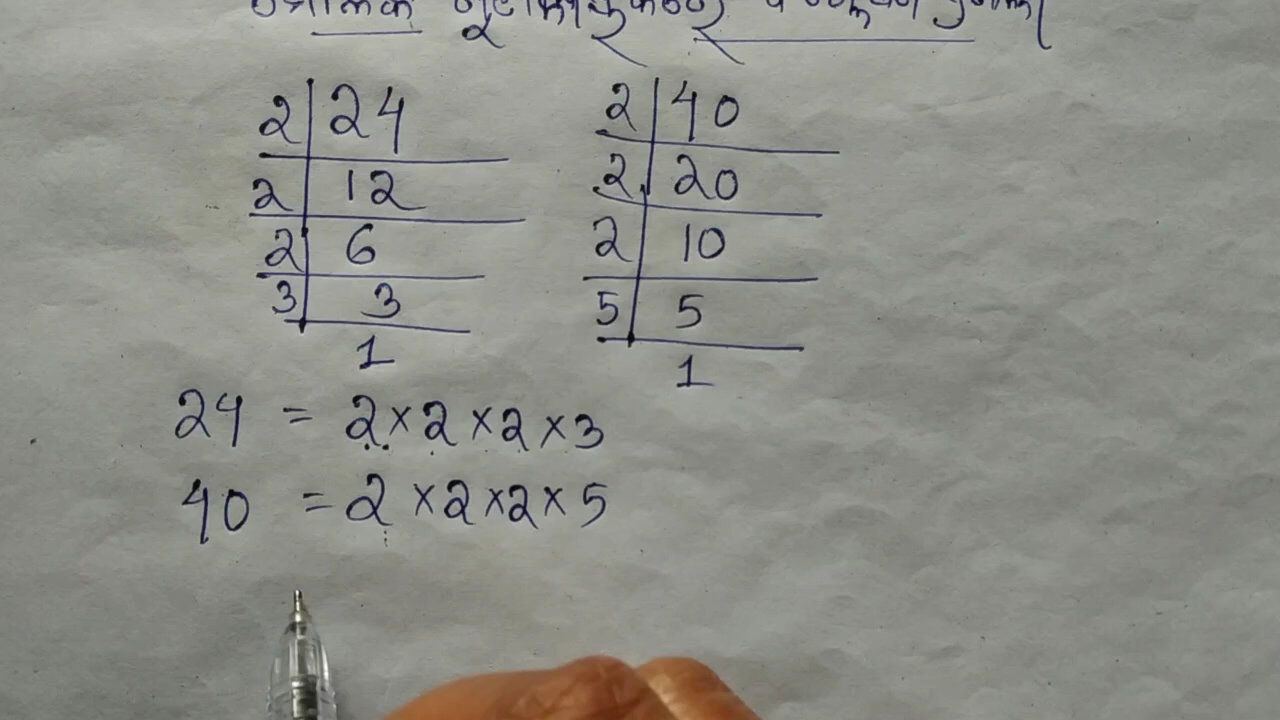 2 | 24
2 | 12
2 | 6
3 | 3
1
2 | 40
2 | 20
2 | 10
5 | 5
1
24 = 2 × 2 × 2 × 3
40 = 2 × 2 × 2 × 5